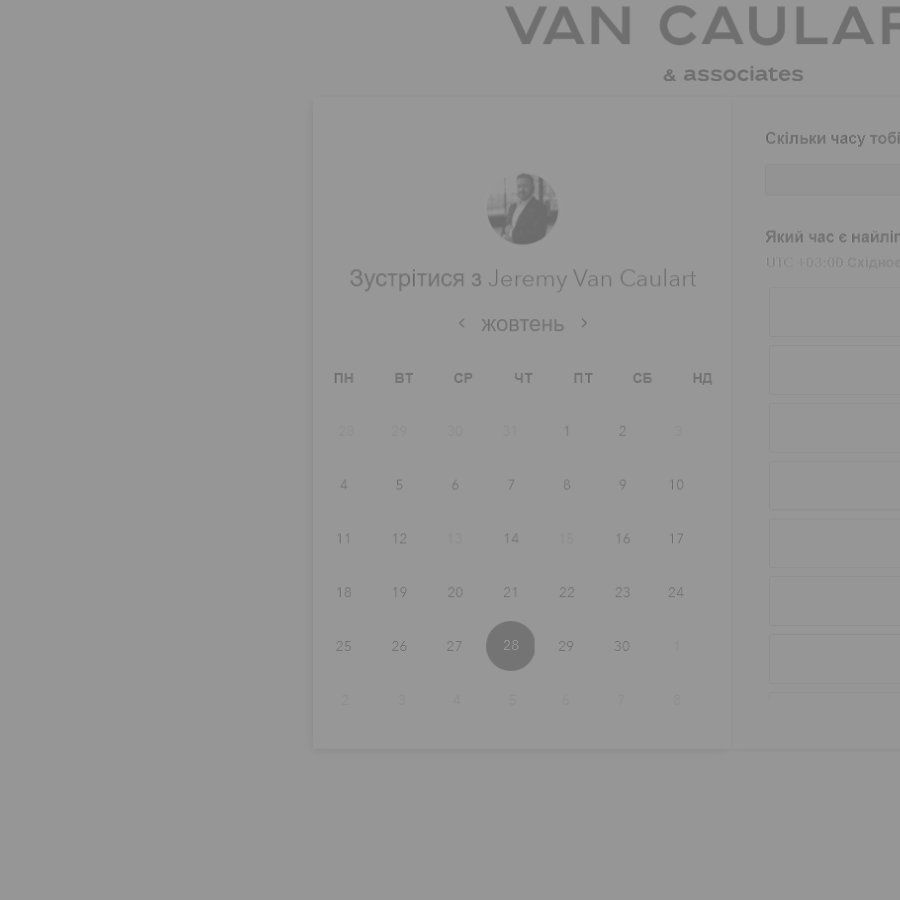 VAN CAULAR
& associates
Скільки часу тобі
Зустрітися з Jeremy Van Caulart
Який час є найліп
UTC +03:00 Східноє
жовтень
ПН ВТ СР ЧТ ПТ СБ НД
28 29 30 31 1 2 3
4 5 6 7 8 9 10
11 12 13 14 15 16 17
18 19 20 21 22 23 24
25 26 27 28 29 30 1
2 3 4 5 6 7 8